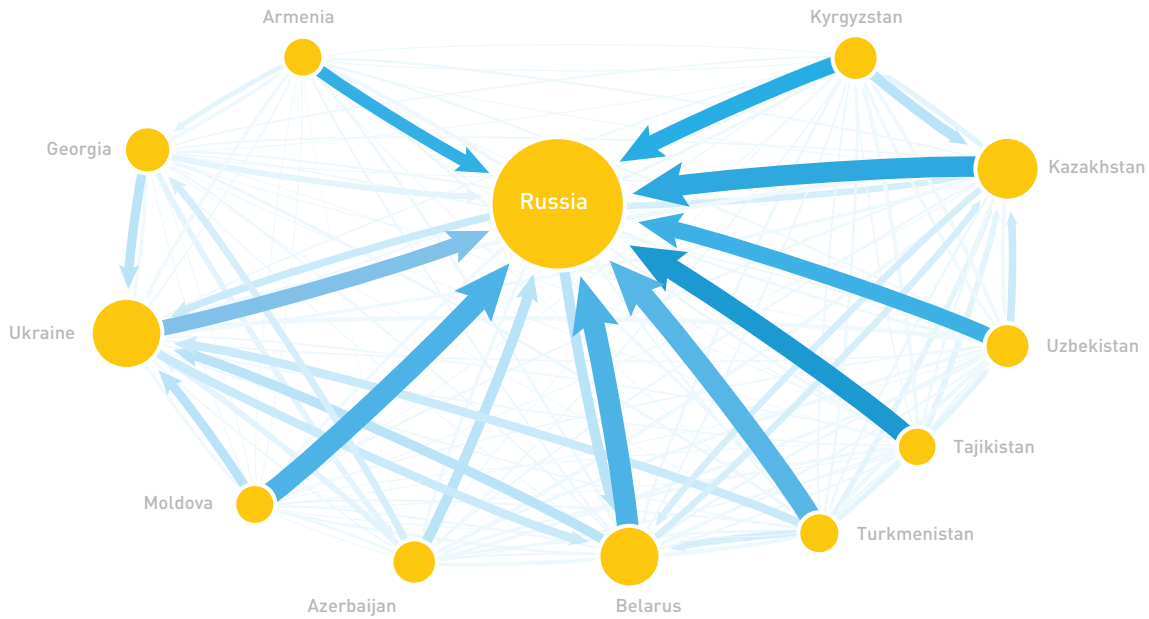 Armenia
Kyrgyzstan
Georgia
Kazakhstan
Russia
Ukraine
Uzbekistan
Tajikistan
Moldova
Turkmenistan
Azerbaijan
Belarus